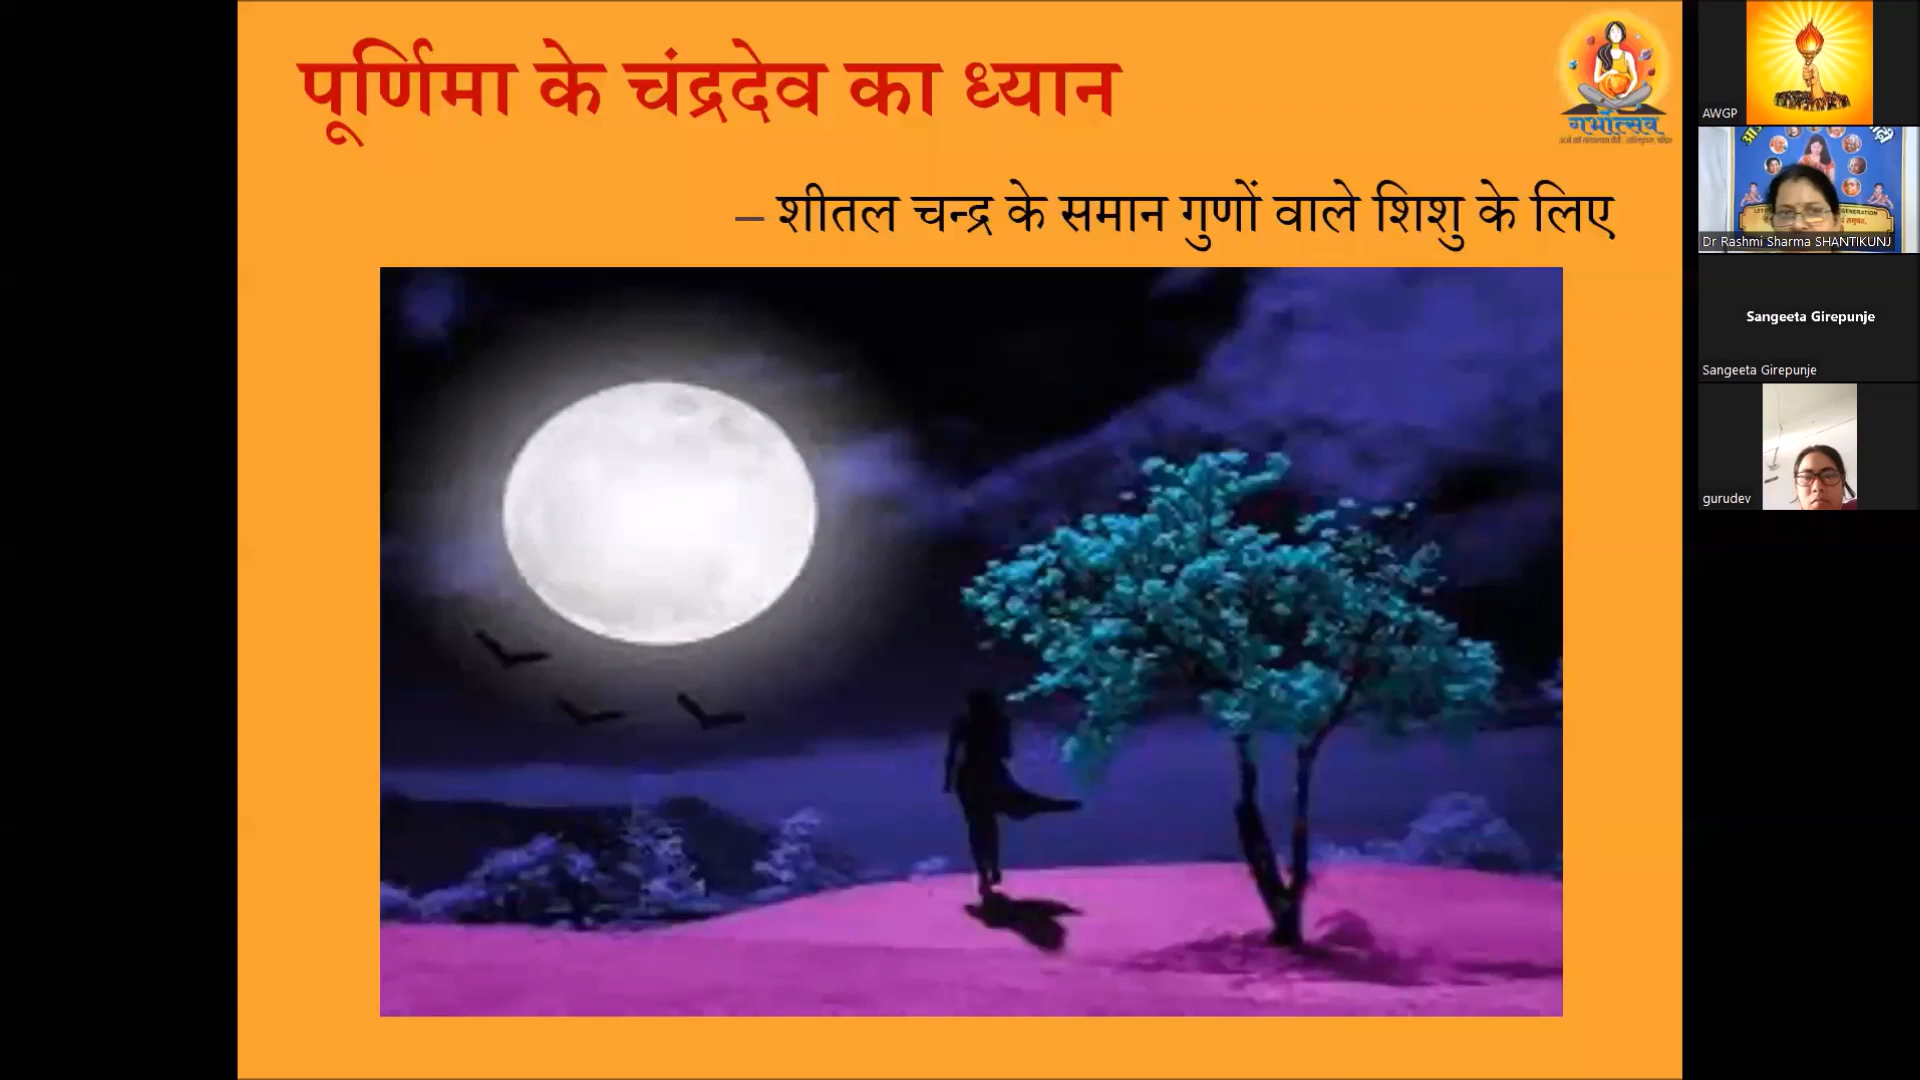 पूर्णिमा के चंद्रदेव का ध्यान
– शीतल चन्द्र के समान गुणों वाले शिशु के लिए
गर्भोत्सव
AWGP
Dr Rashmi Sharma SHANTIKUNJ
Sangeeta Girepunje
Sangeeta Girepunje
gurudev